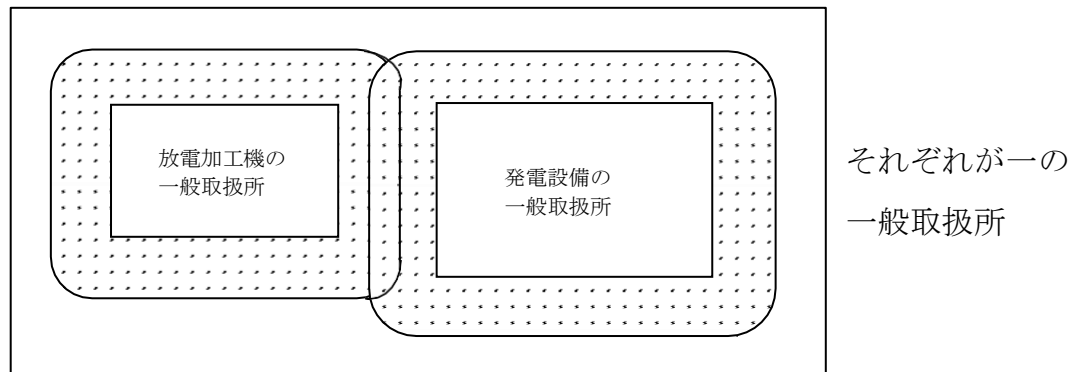 放電加工機の
一般取扱所
発電設備の
一般取扱所
それぞれが一の
一般取扱所